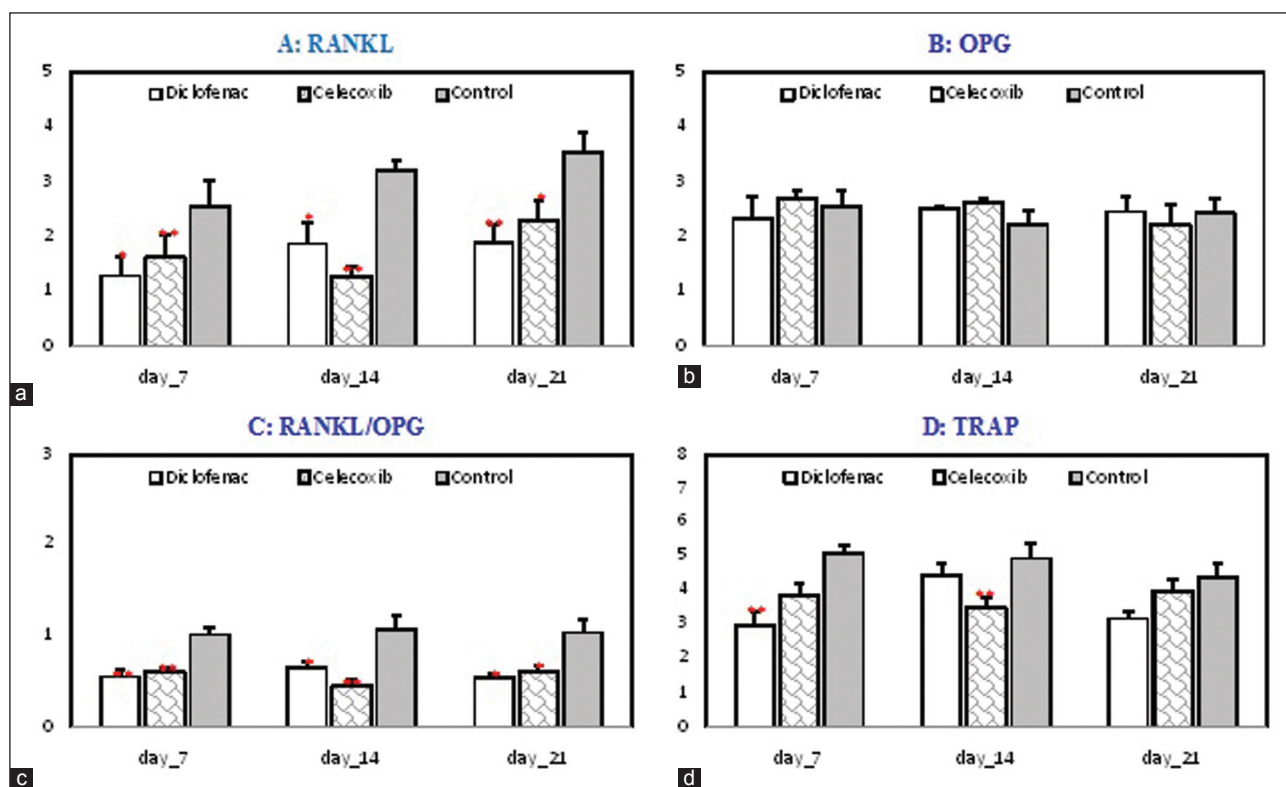 A: RANKL
5
4
3
2
1
0
Diclofenac Celecoxib Control
* ** * ** ** *
day_7 day_14 day_21
a
B: OPG
5
4
3
2
1
0
Diclofenac Celecoxib Control
day_7 day_14 day_21
b
C: RANKL/OPG
3
2
1
0
Diclofenac Celecoxib Control
** ** * ** * *
day_7 day_14 day_21
c
D: TRAP
8
7
6
5
4
3
2
1
0
Diclofenac Celecoxib Control
** **
day_7 day_14 day_21
d